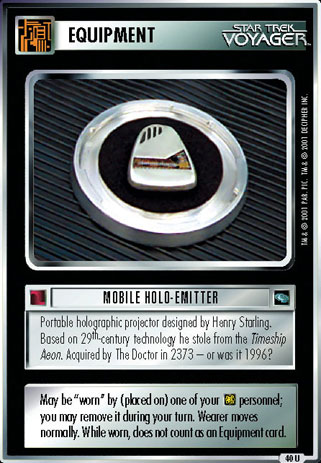 EQUIPMENT
STAR TREK
VOYAGER™
TM & © 2001 PAR. PIC. TM & © 2001 DECIPHER INC.
MOBILE HOLO-EMITTER
Portable holographic projector designed by Henry Starling.
Based on 29th-century technology he stole from the Timeship
Aeon. Acquired by The Doctor in 2373 – or was it 1996?
May be "worn" by (placed on) one of your personnel;
you may remove it during your turn. Wearer moves
normally. While worn, does not count as an Equipment card.
40 U